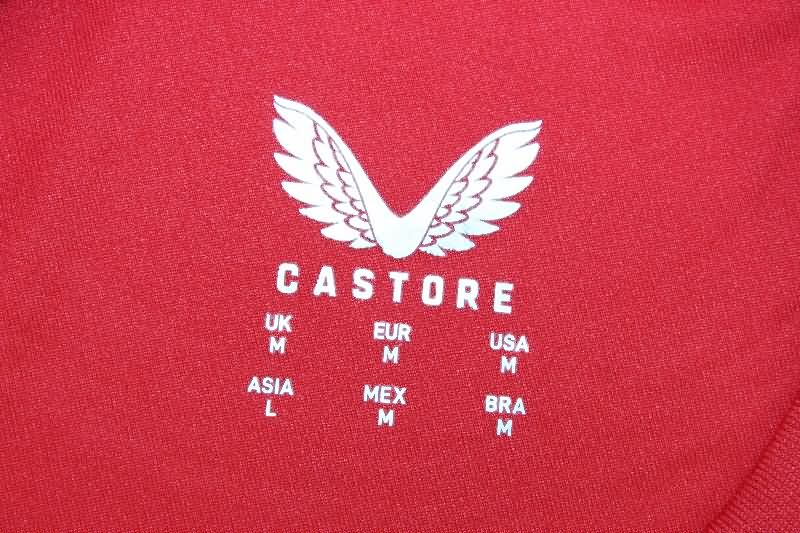 CASTORE
UK EUR USA
M M M
ASIA MEX BRA
L M M